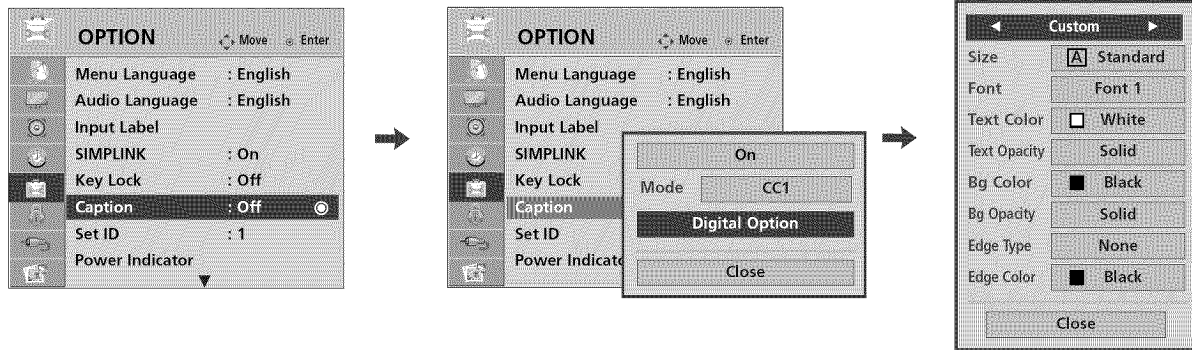 OPTION Move Enter
Menu Language : English
Audio Language : English
Input Label
SIMPLINK : On
Key Lock : Off
Caption : Off
Set ID : 1
Power Indicator
OPTION Move Enter
Menu Language : English
Audio Language : English
Input Label
SIMPLINK
Key Lock
Caption
Set ID
Power Indicato
On
Mode CC1
Digital Option
Close
Custom
Size A Standard
Font Font 1
Text Color White
Text Opacity Solid
Bg Color Black
Bg Opacity Solid
Edge Type None
Edge Color Black
Close